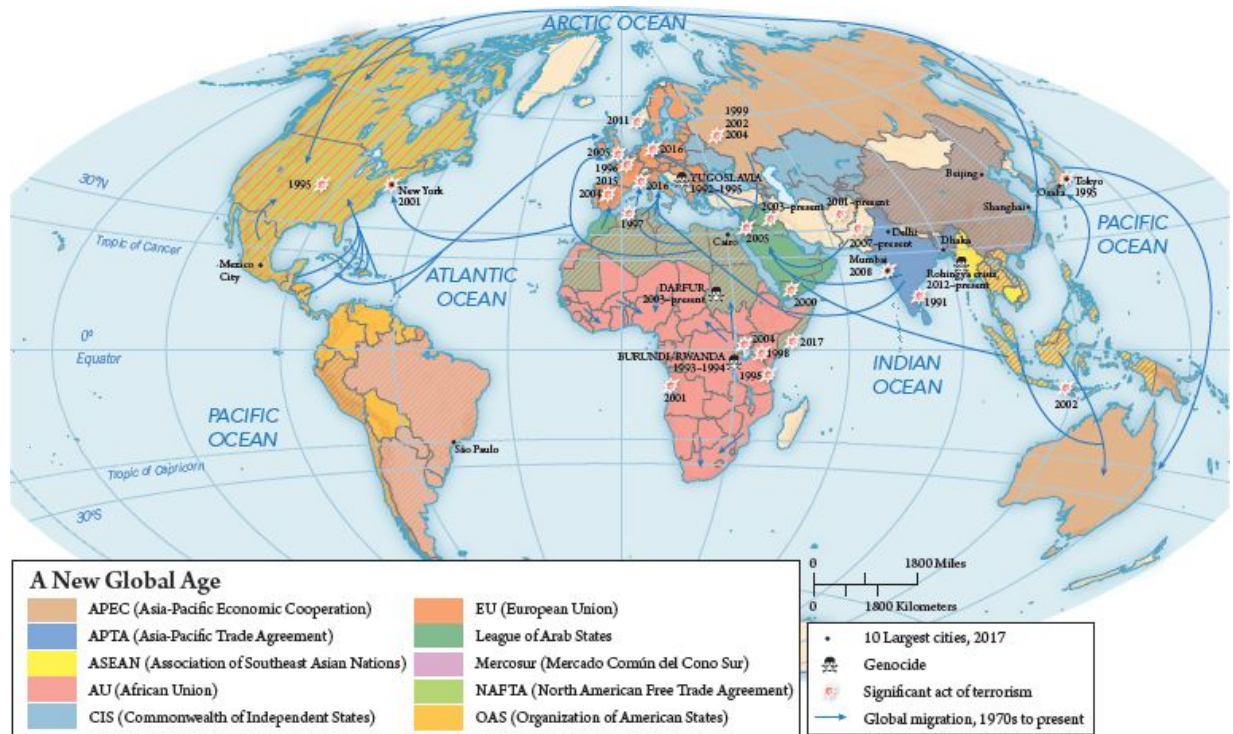 ARCTIC OCEAN
30°N
Tropic of Cancer
0°
Equator
PACIFIC
OCEAN
Tropic of Capricorn
30°S
ATLANTIC
OCEAN
INDIAN
OCEAN
PACIFIC
OCEAN
1995
New York
2001
Mexico
City
São Paulo
2011
2005
1996
2015
2004
2016
2016
1997
1999
2002
2004
YUGOSLAVIA
1992–1995
2003–present
2001–present
2005
2007–present
Cairo
Delhi
Dhaka
Mumbai
2008
Rohingya crisis
2012–present
1991
2000
DARFUR
2003–present
BURUNDI/RWANDA
1993–1994
2004
1998
2017
1995
2001
Beijing
Shanghai
Osaka
Tokyo
1995
2002
A New Global Age
APEC (Asia-Pacific Economic Cooperation)
APTA (Asia-Pacific Trade Agreement)
ASEAN (Association of Southeast Asian Nations)
AU (African Union)
CIS (Commonwealth of Independent States)
EU (European Union)
League of Arab States
Mercosur (Mercado Común del Cono Sur)
NAFTA (North American Free Trade Agreement)
OAS (Organization of American States)
0 1800 Miles
0 1800 Kilometers
10 Largest cities, 2017
Genocide
Significant act of terrorism
Global migration, 1970s to present